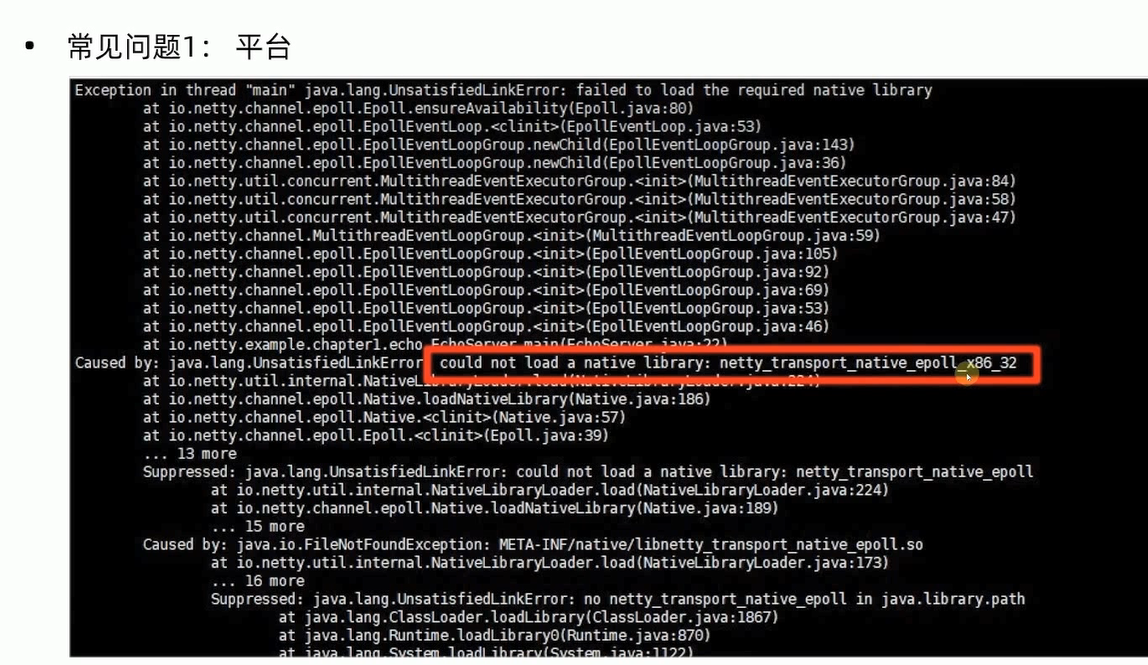 • 常见问题1： 平台
Exception in thread "main" java.lang.UnsatisfiedLinkError: failed to load the required native library
at io.netty.channel.epoll.Epoll.ensureAvailability(Epoll.java:80)
at io.netty.channel.epoll.EpollEventLoop.<clinit>(EpollEventLoop.java:53)
at io.netty.channel.epoll.EpollEventLoopGroup.newChild(EpollEventLoopGroup.java:143)
at io.netty.channel.epoll.EpollEventLoopGroup.newChild(EpollEventLoopGroup.java:36)
at io.netty.util.concurrent.MultithreadEventExecutorGroup.<init>(MultithreadEventExecutorGroup.java:84)
at io.netty.util.concurrent.MultithreadEventExecutorGroup.<init>(MultithreadEventExecutorGroup.java:58)
at io.netty.util.concurrent.MultithreadEventExecutorGroup.<init>(MultithreadEventExecutorGroup.java:47)
at io.netty.channel.MultithreadEventLoopGroup.<init>(MultithreadEventLoopGroup.java:59)
at io.netty.channel.epoll.EpollEventLoopGroup.<init>(EpollEventLoopGroup.java:105)
at io.netty.channel.epoll.EpollEventLoopGroup.<init>(EpollEventLoopGroup.java:92)
at io.netty.channel.epoll.EpollEventLoopGroup.<init>(EpollEventLoopGroup.java:69)
at io.netty.channel.epoll.EpollEventLoopGroup.<init>(EpollEventLoopGroup.java:53)
at io.netty.channel.epoll.EpollEventLoopGroup.<init>(EpollEventLoopGroup.java:46)
at io.netty.example.chapter1.echo.EchoServer.main(EchoServer.java:22)
Caused by: java.lang.UnsatisfiedLinkError: could not load a native library: netty_transport_native_epoll_x86_32
at io.netty.util.internal.NativeLibraryLoader.load(NativeLibraryLoader.java:224)
at io.netty.channel.epoll.Native.loadNativeLibrary(Native.java:186)
at io.netty.channel.epoll.Native.<clinit>(Native.java:57)
at io.netty.channel.epoll.Epoll.<clinit>(Epoll.java:39)
... 13 more
Suppressed: java.lang.UnsatisfiedLinkError: could not load a native library: netty_transport_native_epoll
at io.netty.util.internal.NativeLibraryLoader.load(NativeLibraryLoader.java:224)
at io.netty.channel.epoll.Native.loadNativeLibrary(Native.java:189)
... 15 more
Caused by: java.io.FileNotFoundException: META-INF/native/libnetty_transport_native_epoll.so
at io.netty.util.internal.NativeLibraryLoader.load(NativeLibraryLoader.java:173)
... 16 more
Suppressed: java.lang.UnsatisfiedLinkError: no netty_transport_native_epoll in java.library.path
at java.lang.ClassLoader.loadLibrary(ClassLoader.java:1867)
at java.lang.Runtime.loadLibrary0(Runtime.java:870)
at java.lang.System.loadLibrary(System.java:1122)